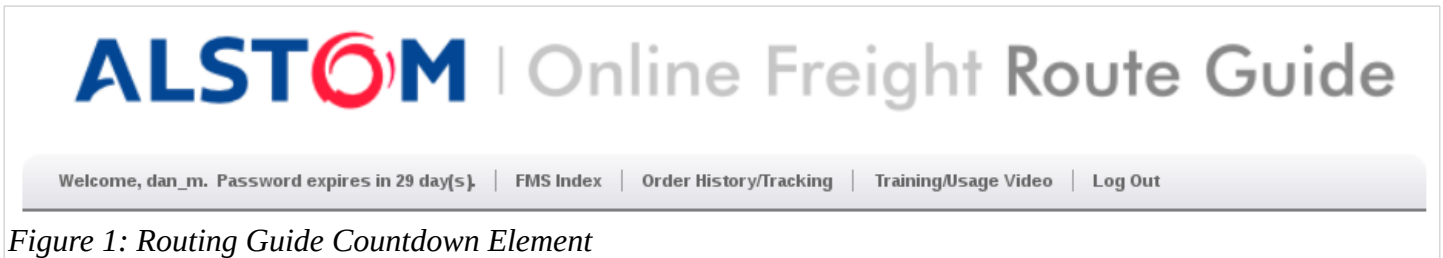 ALSTOM | Online Freight Route Guide
Welcome, dan_m. Password expires in 29 day(s). | FMS Index | Order History/Tracking | Training/Usage Video | Log Out
Figure 1: Routing Guide Countdown Element